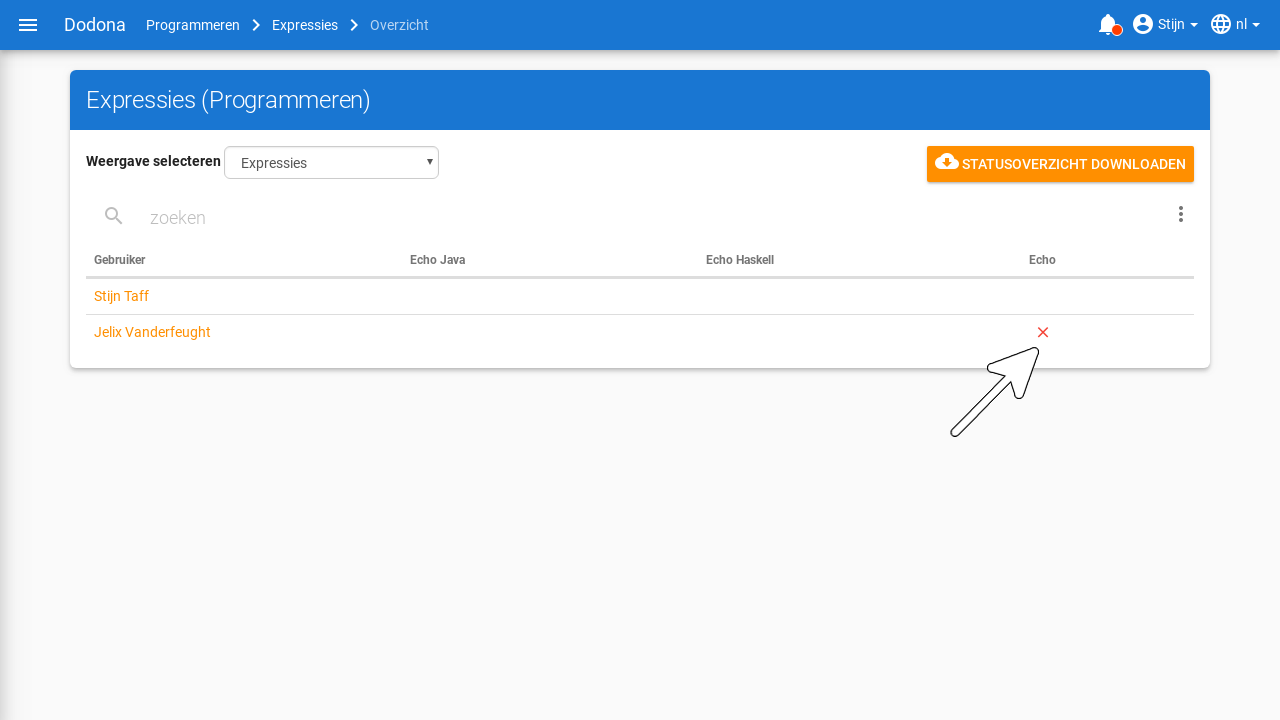 Dodona Programmeren Expressies Overzicht Stijn nl
Expressies (Programmeren)
Weergave selecteren Expressies STATUSOVERZICHT DOWNLOADEN
zoeken
Gebruiker Echo Java Echo Haskell Echo
Stijn Taff
Jelix Vanderfeught